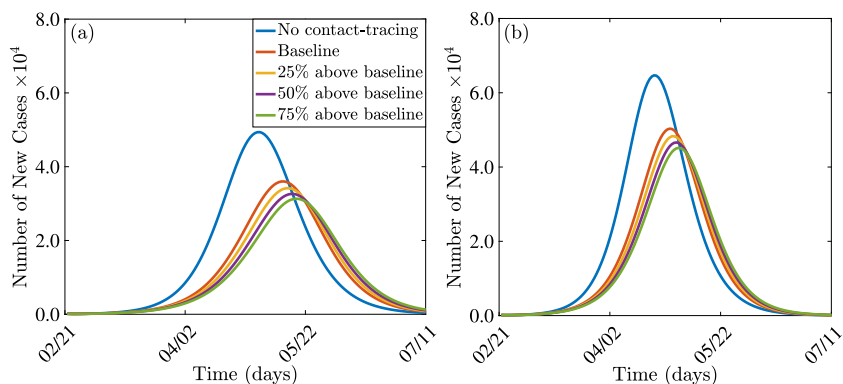 (a)
No contact-tracing
Baseline
25% above baseline
50% above baseline
75% above baseline
Number of New Cases ×10⁴
8.0
6.0
4.0
2.0
0.0
02/21
04/02
05/22
07/11
Time (days)
(b)
Number of New Cases ×10⁴
8.0
6.0
4.0
2.0
0.0
02/21
04/02
05/22
07/11
Time (days)